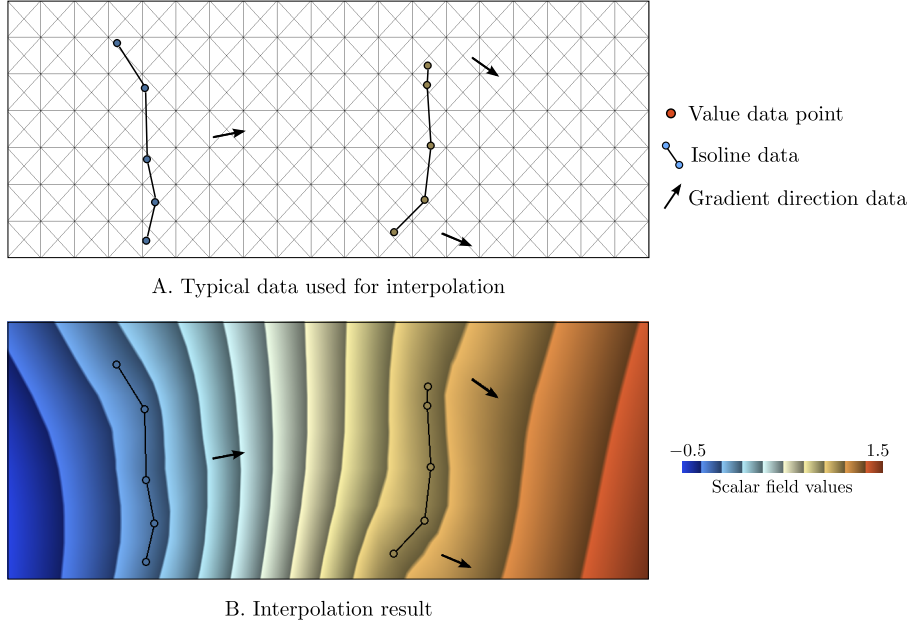 Value data point
Isoline data
Gradient direction data
A. Typical data used for interpolation
−0.5 1.5
Scalar field values
B. Interpolation result